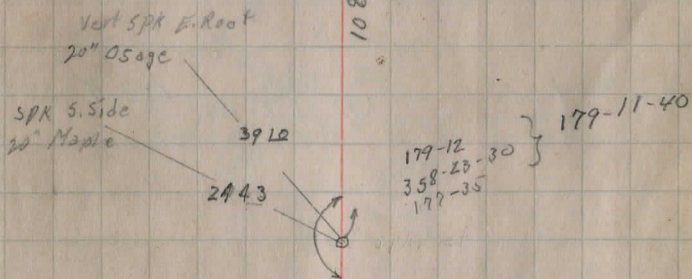 Vert SPK E. Root
20" Osage
SPK S. Side
20" Maple
3910
2443
108
179-12
358-23-30
177-35
179-11-40